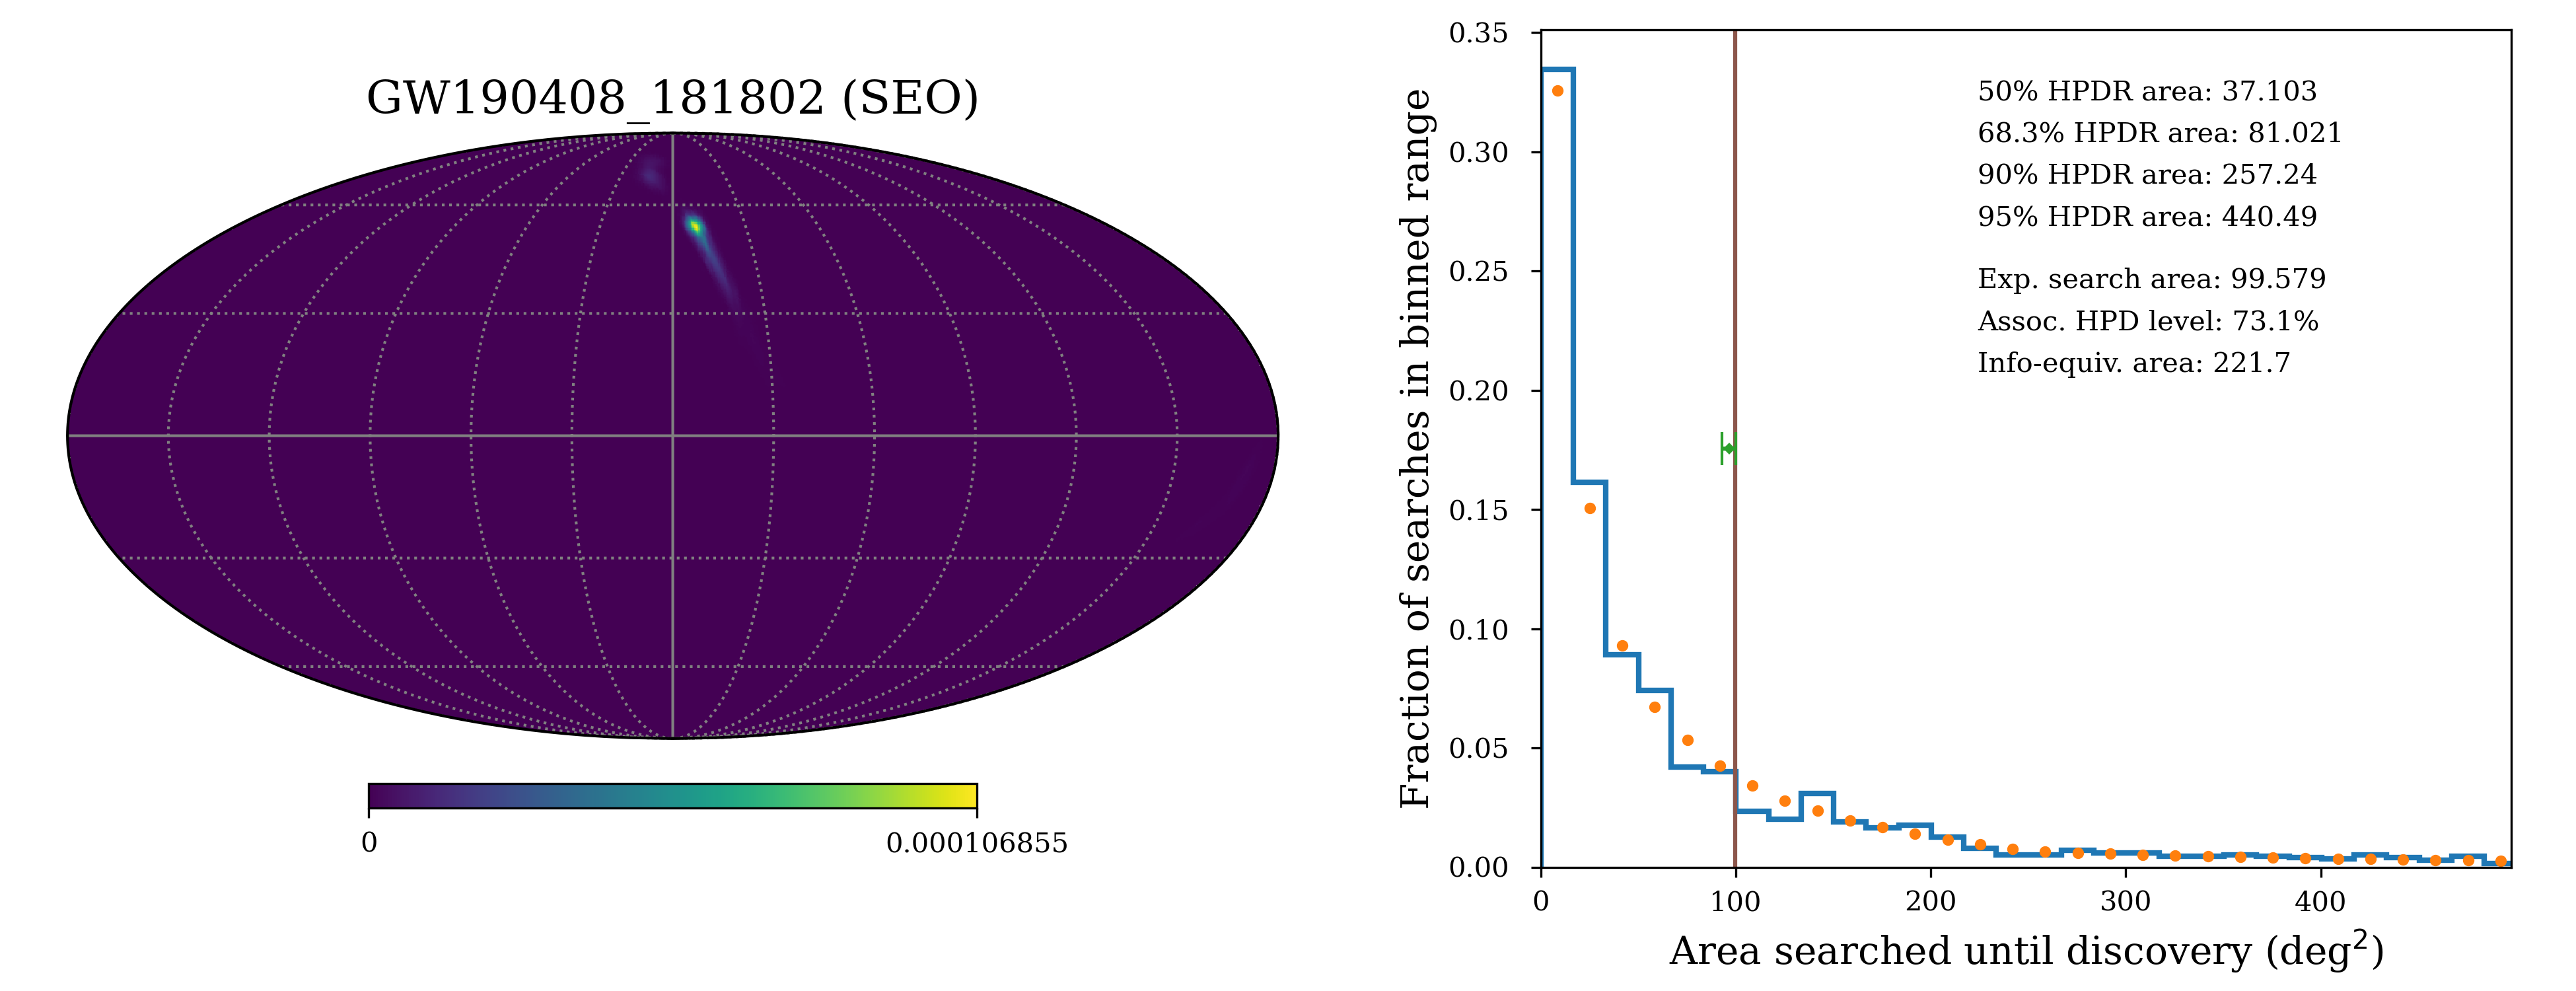 GW190408_181802 (SEO)
0
0.000106855
Fraction of searches in binned range
0.35
0.30
0.25
0.20
0.15
0.10
0.05
0.00
50% HPDR area: 37.103
68.3% HPDR area: 81.021
90% HPDR area: 257.24
95% HPDR area: 440.49
Exp. search area: 99.579
Assoc. HPD level: 73.1%
Info-equiv. area: 221.7
0 100 200 300 400
Area searched until discovery (deg²)